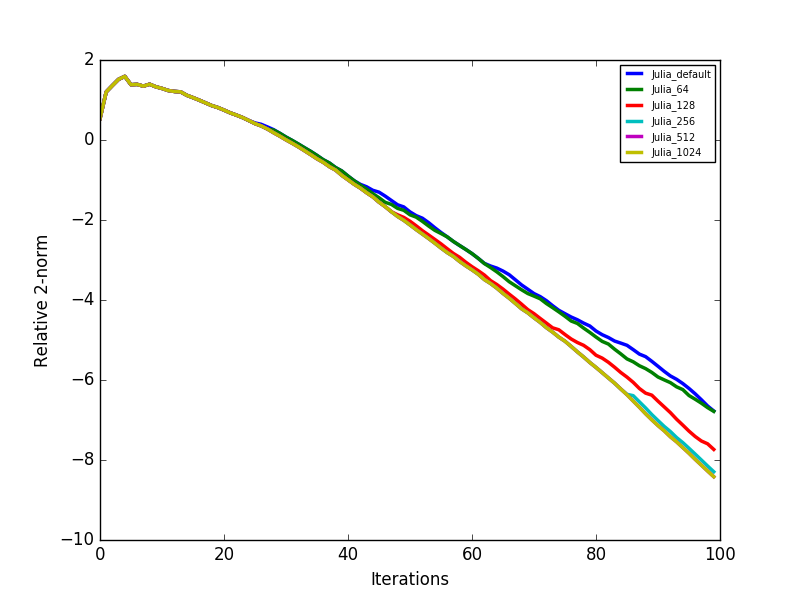 2
0
−2
−4
−6
−8
−10
0 20 40 60 80 100
Iterations
Relative 2-norm
Julia_default
Julia_64
Julia_128
Julia_256
Julia_512
Julia_1024